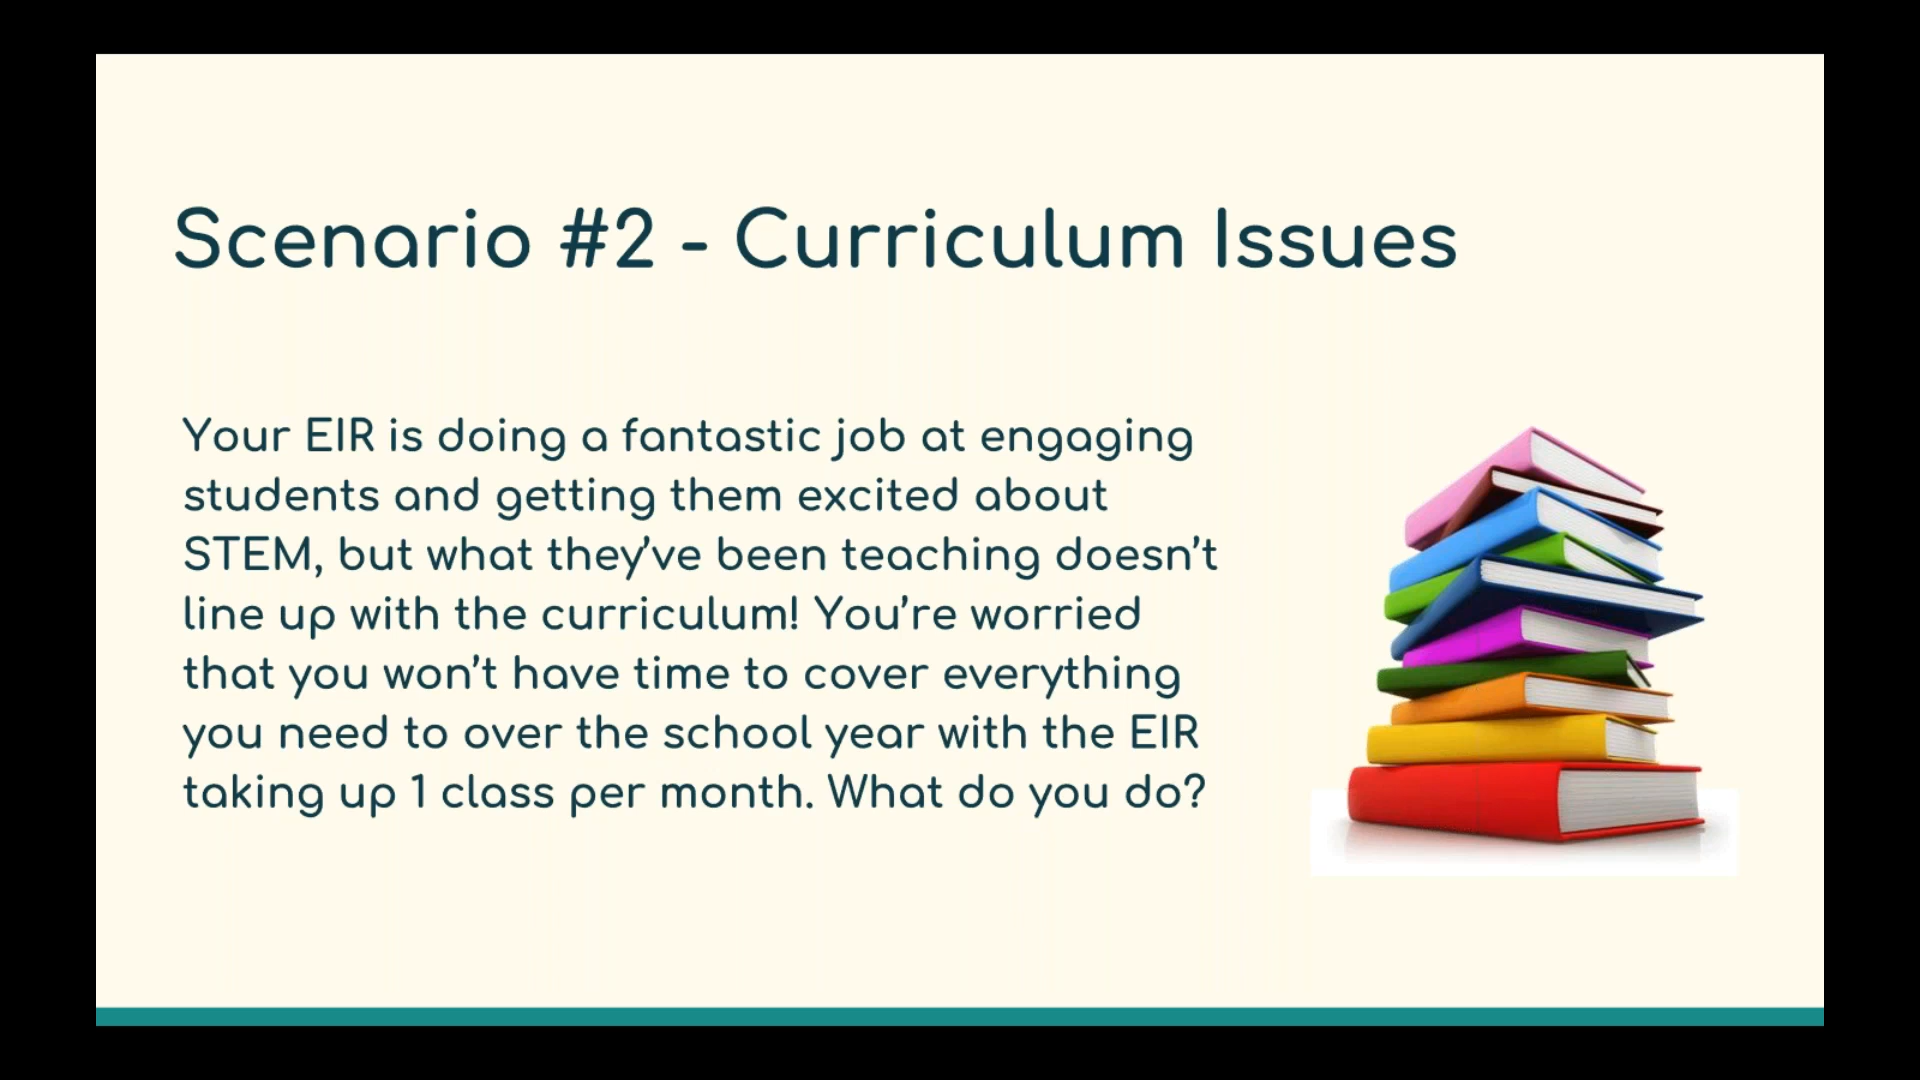 Scenario #2 - Curriculum Issues
Your EIR is doing a fantastic job at engaging
students and getting them excited about
STEM, but what they’ve been teaching doesn’t
line up with the curriculum! You’re worried
that you won’t have time to cover everything
you need to over the school year with the EIR
taking up 1 class per month. What do you do?